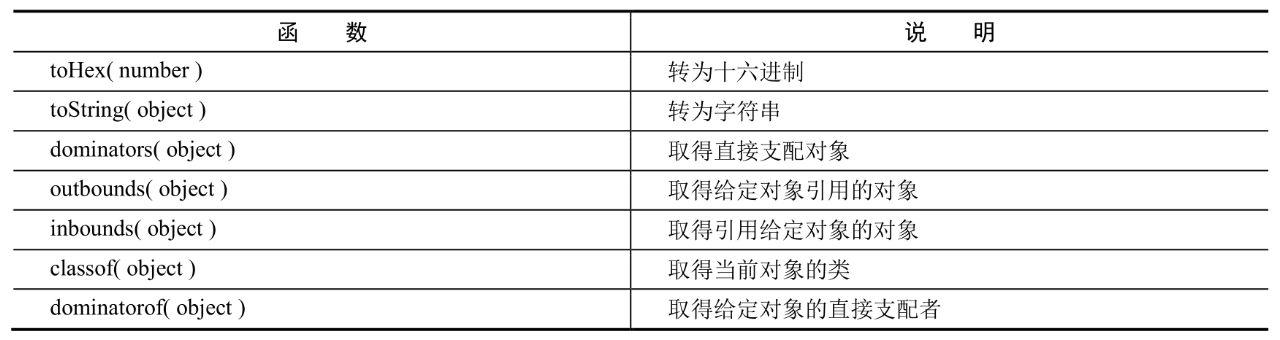 函 数 说 明
toHex( number ) 转为十六进制
toString( object ) 转为字符串
dominators( object ) 取得直接支配对象
outbounds( object ) 取得给定对象引用的对象
inbounds( object ) 取得引用给定对象的对象
classof( object ) 取得当前对象的类
dominatorof( object ) 取得给定对象的直接支配者